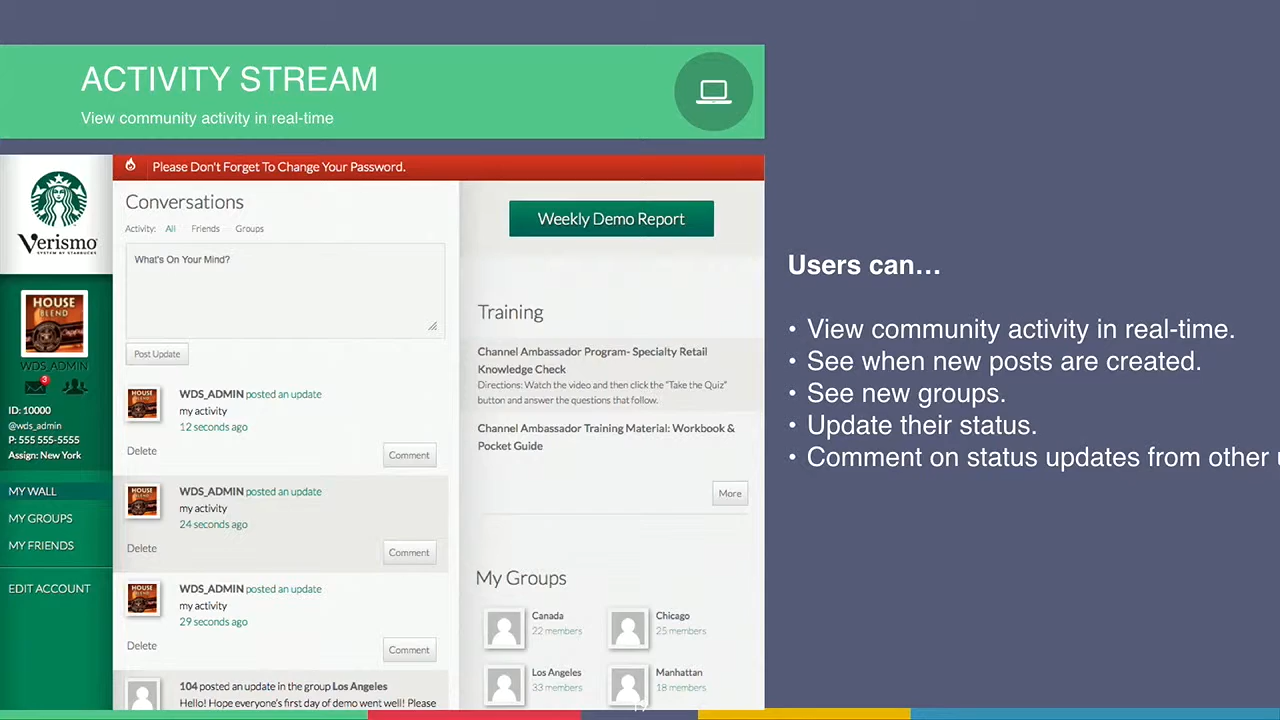 ACTIVITY STREAM
View community activity in real-time
Please Don't Forget To Change Your Password.
Verismo
SYSTEM BY STARBUCKS
HOUSE
BLEND
WDS_ADMIN
3
ID: 10000
@wds_admin
P: 555 555-5555
Assign: New York
MY WALL
MY GROUPS
MY FRIENDS
EDIT ACCOUNT
Conversations
Activity: All Friends Groups
What's On Your Mind?
Post Update
HOUSE
BLEND
WDS_ADMIN posted an update
my activity
12 seconds ago
Delete
Comment
HOUSE
BLEND
WDS_ADMIN posted an update
my activity
24 seconds ago
Delete
Comment
HOUSE
BLEND
WDS_ADMIN posted an update
my activity
29 seconds ago
Delete
Comment
104 posted an update in the group Los Angeles
Hello! Hope everyone's first day of demo went well! Please
Weekly Demo Report
Training
Channel Ambassador Program- Specialty Retail
Knowledge Check
Directions: Watch the video and then click the "Take the Quiz"
button and answer the questions that follow.
Channel Ambassador Training Material: Workbook &
Pocket Guide
More
My Groups
Canada
22 members
Chicago
25 members
Los Angeles
33 members
Manhattan
18 members
Users can…
• View community activity in real-time.
• See when new posts are created.
• See new groups.
• Update their status.
• Comment on status updates from other